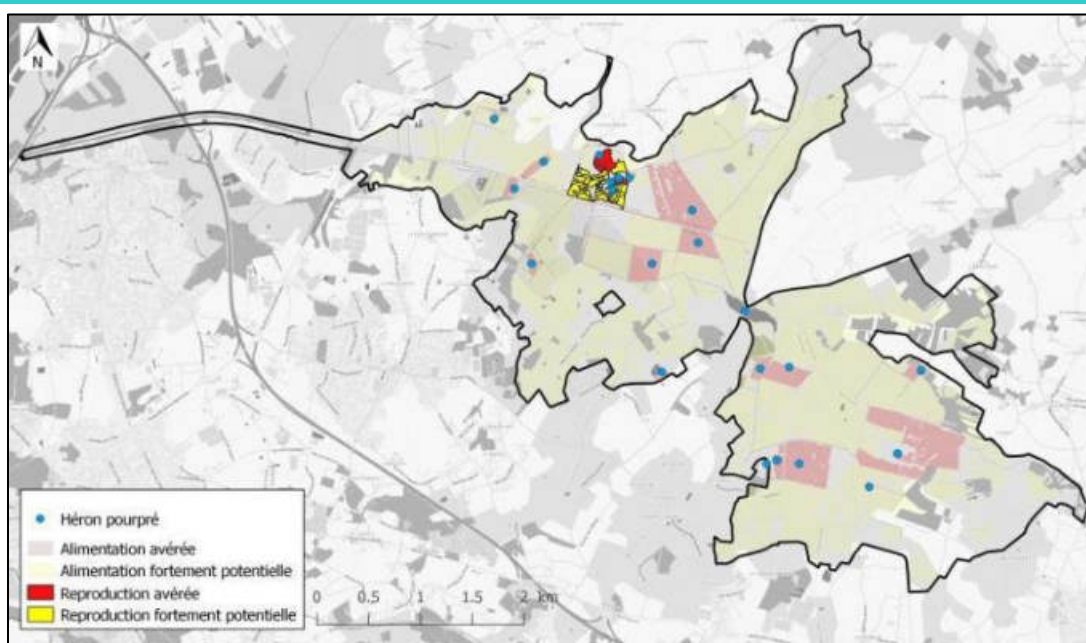 N
Héron pourpré
Alimentation avérée
Alimentation fortement potentielle
Reproduction avérée
Reproduction fortement potentielle
0 0.5 1 1.5 2 km